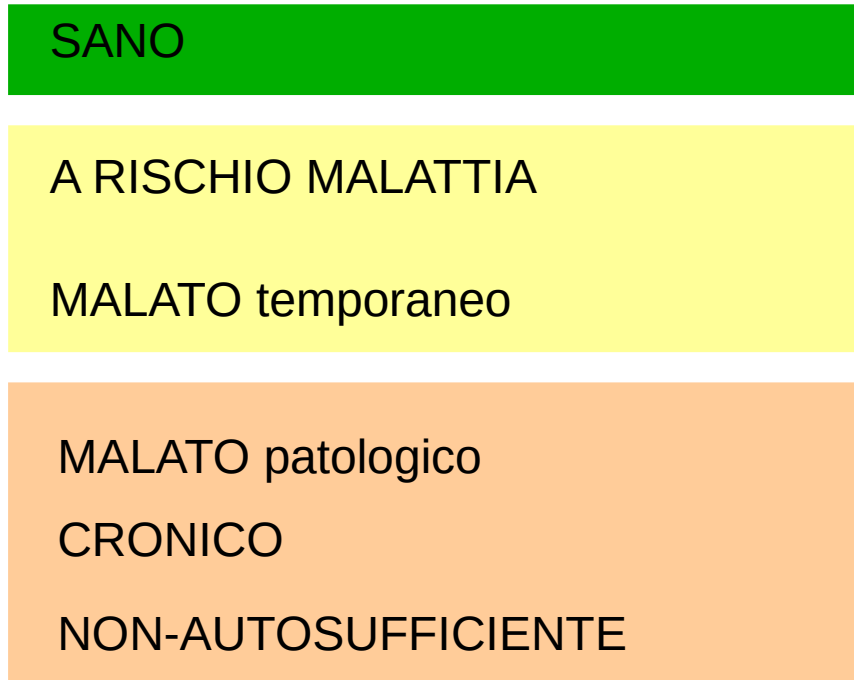 SANO
A RISCHIO MALATTIA
MALATO temporaneo
MALATO patologico
CRONICO
NON-AUTOSUFFICIENTE